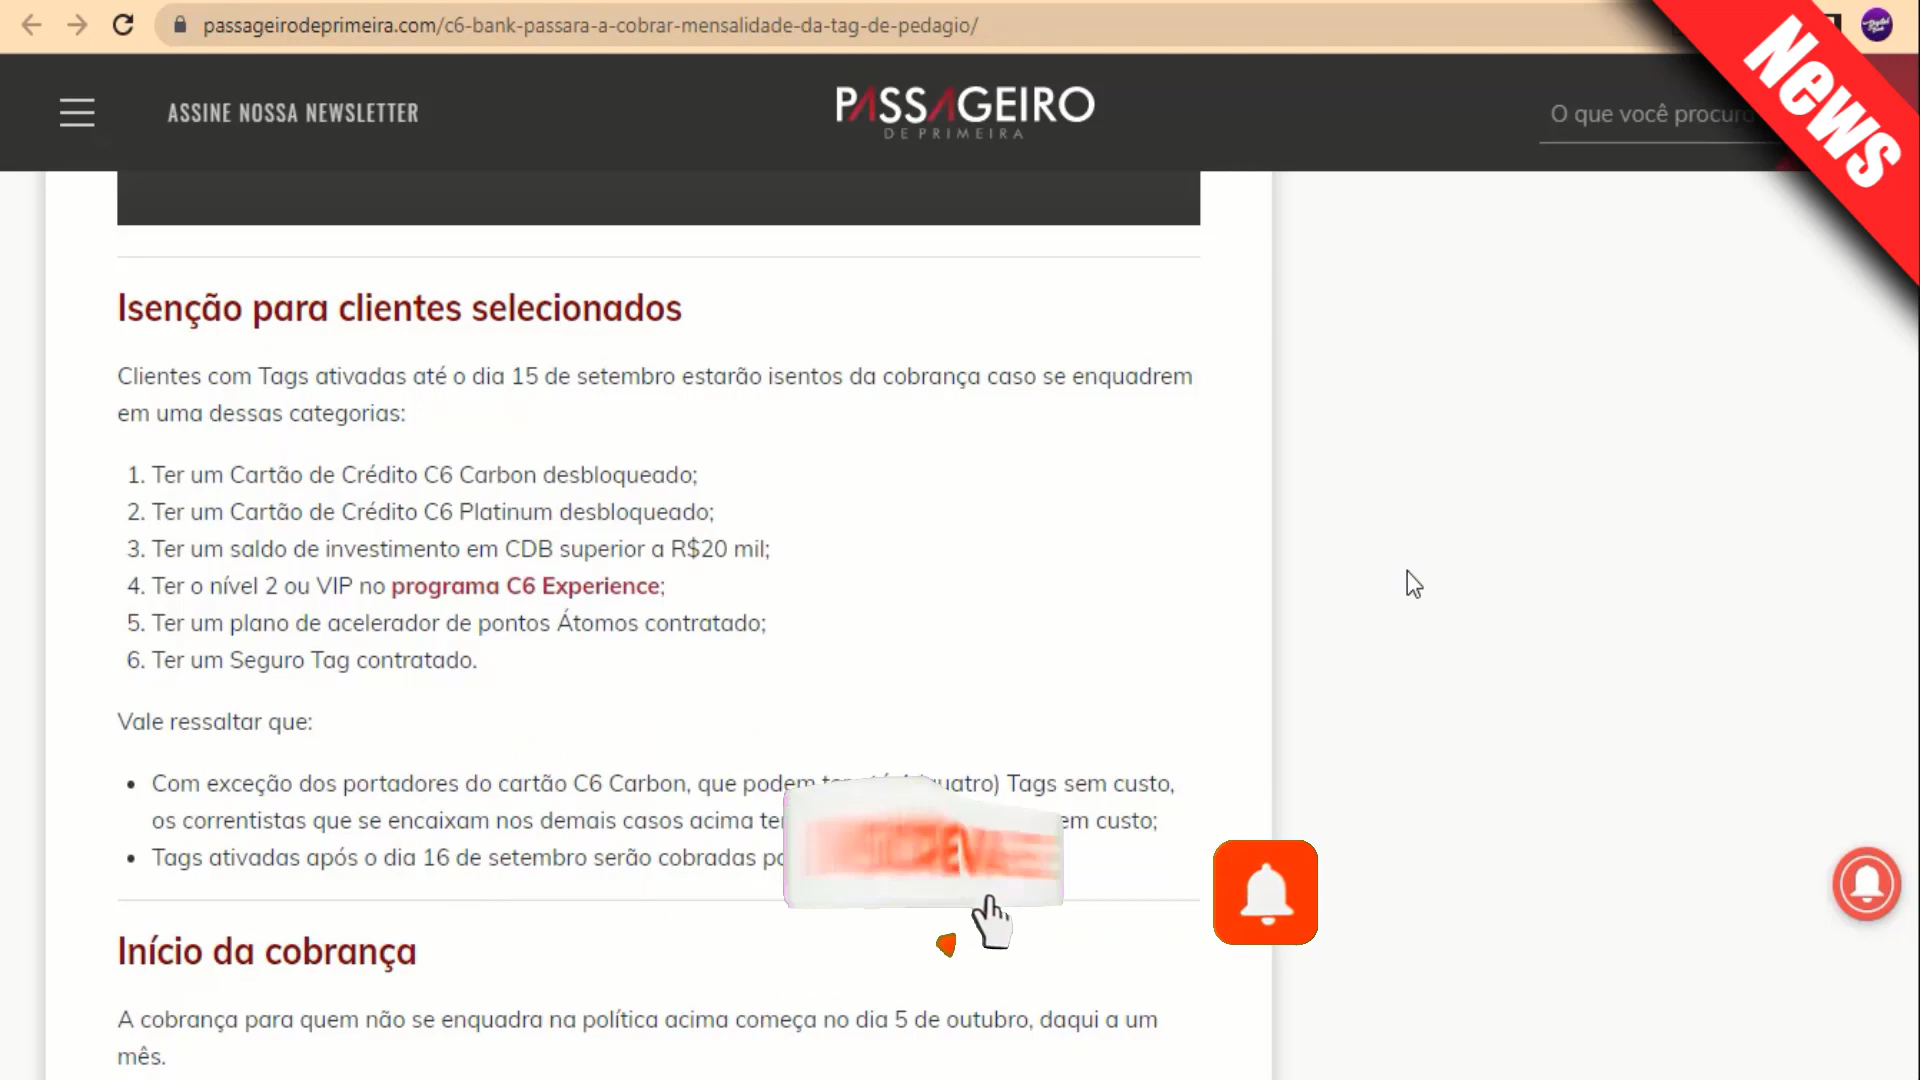 passageirodeprimeira.com/c6-bank-passara-a-cobrar-mensalidade-da-tag-de-pedagio/
News
ASSINE NOSSA NEWSLETTER
PASSAGEIRO
DE PRIMEIRA
O que você procura
Isenção para clientes selecionados
Clientes com Tags ativadas até o dia 15 de setembro estarão isentos da cobrança caso se enquadrem
em uma dessas categorias:
1. Ter um Cartão de Crédito C6 Carbon desbloqueado;
2. Ter um Cartão de Crédito C6 Platinum desbloqueado;
3. Ter um saldo de investimento em CDB superior a R$20 mil;
4. Ter o nível 2 ou VIP no programa C6 Experience;
5. Ter um plano de acelerador de pontos Átomos contratado;
6. Ter um Seguro Tag contratado.
Vale ressaltar que:
• Com exceção dos portadores do cartão C6 Carbon, que podem Tags sem custo,
os correntistas que se encaixam nos demais casos acima custo;
• Tags ativadas após o dia 16 de setembro serão cobradas
Início da cobrança
A cobrança para quem não se enquadra na política acima começa no dia 5 de outubro, daqui a um
mês.